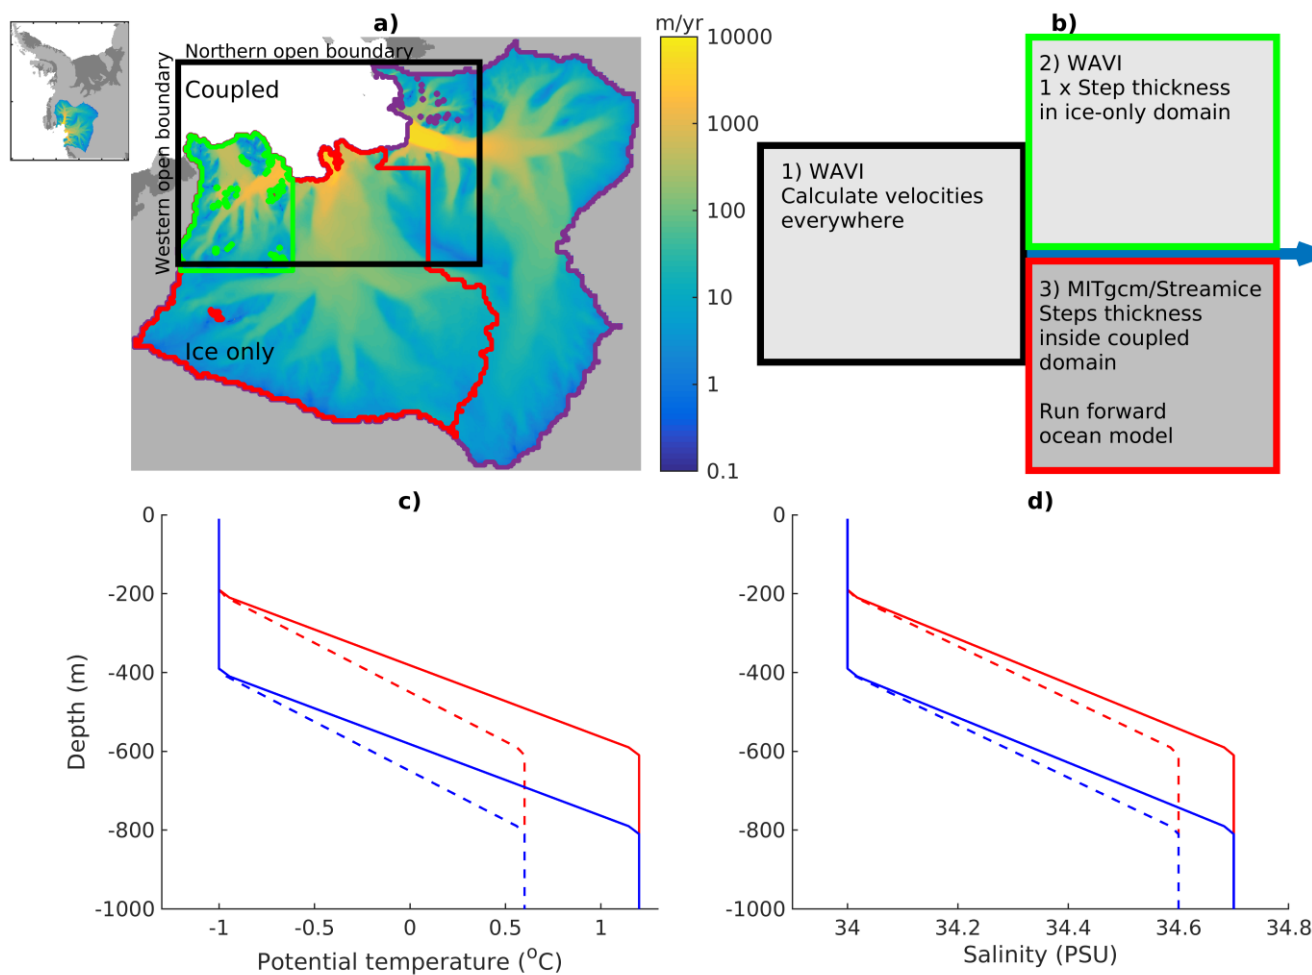 a)
m/yr
Northern open boundary
Western open boundary
Coupled
Ice only
10000
1000
100
10
1
0.1
b)
1) WAVI
Calculate velocities
everywhere
2) WAVI
1 x Step thickness
in ice-only domain
3) MITgcm/Streamice
Steps thickness
inside coupled
domain
Run forward
ocean model
c)
0
-200
-400
-600
-800
-1000
Depth (m)
-1
-0.5
0
0.5
1
Potential temperature (°C)
d)
0
-200
-400
-600
-800
-1000
34
34.2
34.4
34.6
34.8
Salinity (PSU)